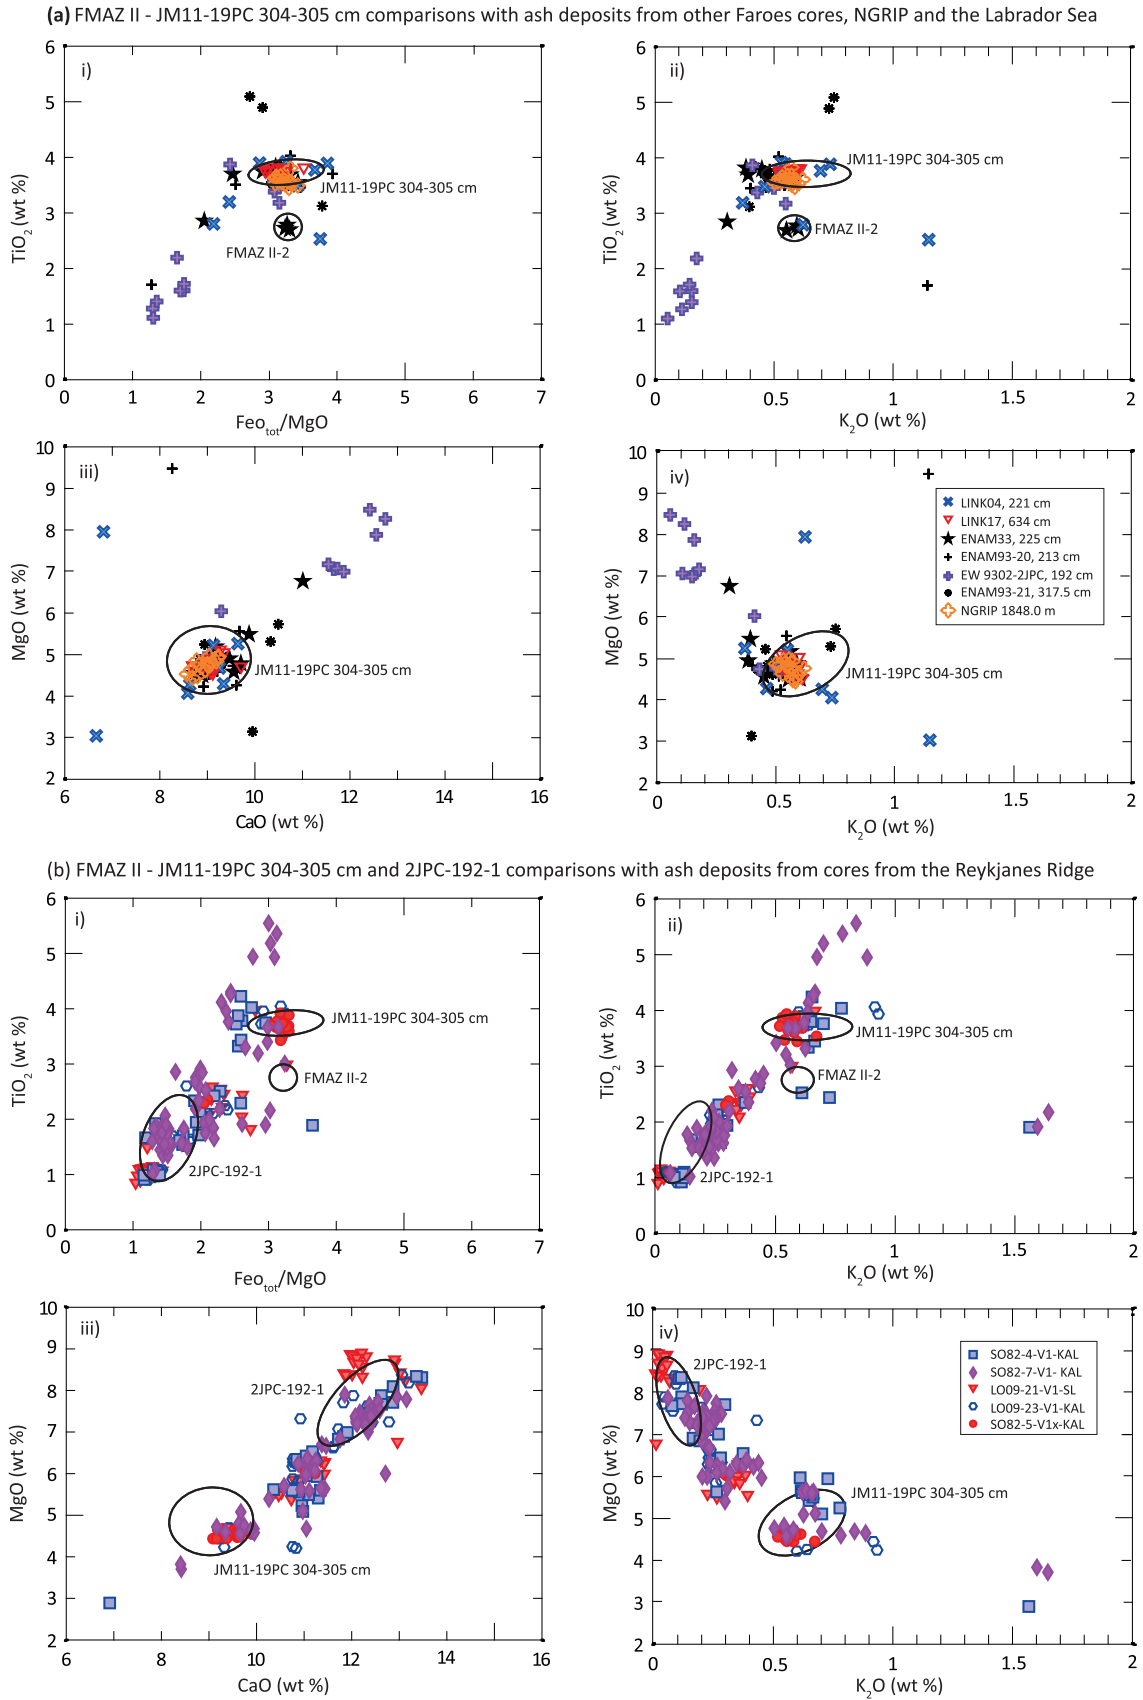 (a) FMAZ II - JM11-19PC 304-305 cm comparisons with ash deposits from other Faroes cores, NGRIP and the Labrador Sea
i)
6
5
4
3
2
1
0
TiO2 (wt %)
JM11-19PC 304-305 cm
FMAZ II-2
0 1 2 3 4 5 6 7
Feotot/MgO
ii)
6
5
4
3
2
1
0
TiO2 (wt %)
JM11-19PC 304-305 cm
FMAZ II-2
0 0.5 1 1.5 2
K2O (wt %)
iii)
10
9
8
7
6
5
4
3
2
MgO (wt %)
JM11-19PC 304-305 cm
6 8 10 12 14 16
CaO (wt %)
iv)
10
9
8
7
6
5
4
3
2
MgO (wt %)
LINK04, 221 cm
LINK17, 634 cm
ENAM33, 225 cm
ENAM93-20, 213 cm
EW 9302-2JPC, 192 cm
ENAM93-21, 317.5 cm
NGRIP 1848.0 m
JM11-19PC 304-305 cm
0 0.5 1 1.5 2
K2O (wt %)
(b) FMAZ II - JM11-19PC 304-305 cm and 2JPC-192-1 comparisons with ash deposits from cores from the Reykjanes Ridge
i)
6
5
4
3
2
1
0
TiO2 (wt %)
JM11-19PC 304-305 cm
FMAZ II-2
2JPC-192-1
0 1 2 3 4 5 6 7
Feotot/MgO
ii)
6
5
4
3
2
1
0
TiO2 (wt %)
JM11-19PC 304-305 cm
FMAZ II-2
2JPC-192-1
0 0.5 1 1.5 2
K2O (wt %)
iii)
10
9
8
7
6
5
4
3
2
MgO (wt %)
2JPC-192-1
JM11-19PC 304-305 cm
6 8 10 12 14 16
CaO (wt %)
iv)
10
9
8
7
6
5
4
3
2
MgO (wt %)
2JPC-192-1
SO82-4-V1-KAL
SO82-7-V1- KAL
LO09-21-V1-SL
LO09-23-V1-KAL
SO82-5-V1x-KAL
JM11-19PC 304-305 cm
0 0.5 1 1.5 2
K2O (wt %)